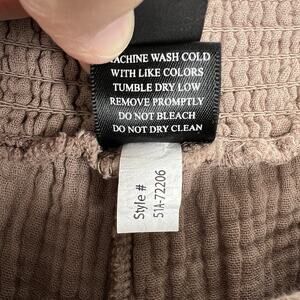 MACHINE WASH COLD
WITH LIKE COLORS
TUMBLE DRY LOW
REMOVE PROMPTLY
DO NOT BLEACH
DO NOT DRY CLEAN
Style #
51A-72206